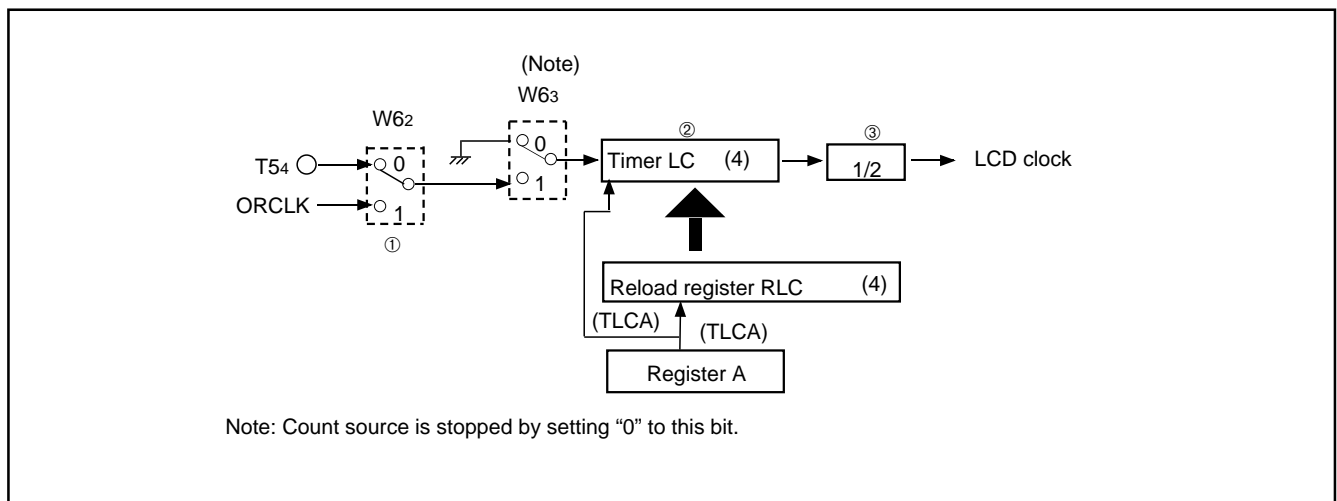 (Note)
W63
W62
0
1
T54
ORCLK
0
1
①
②
Timer LC (4)
③
1/2
LCD clock
Reload register RLC (4)
(TLCA)
(TLCA)
Register A
Note: Count source is stopped by setting “0” to this bit.